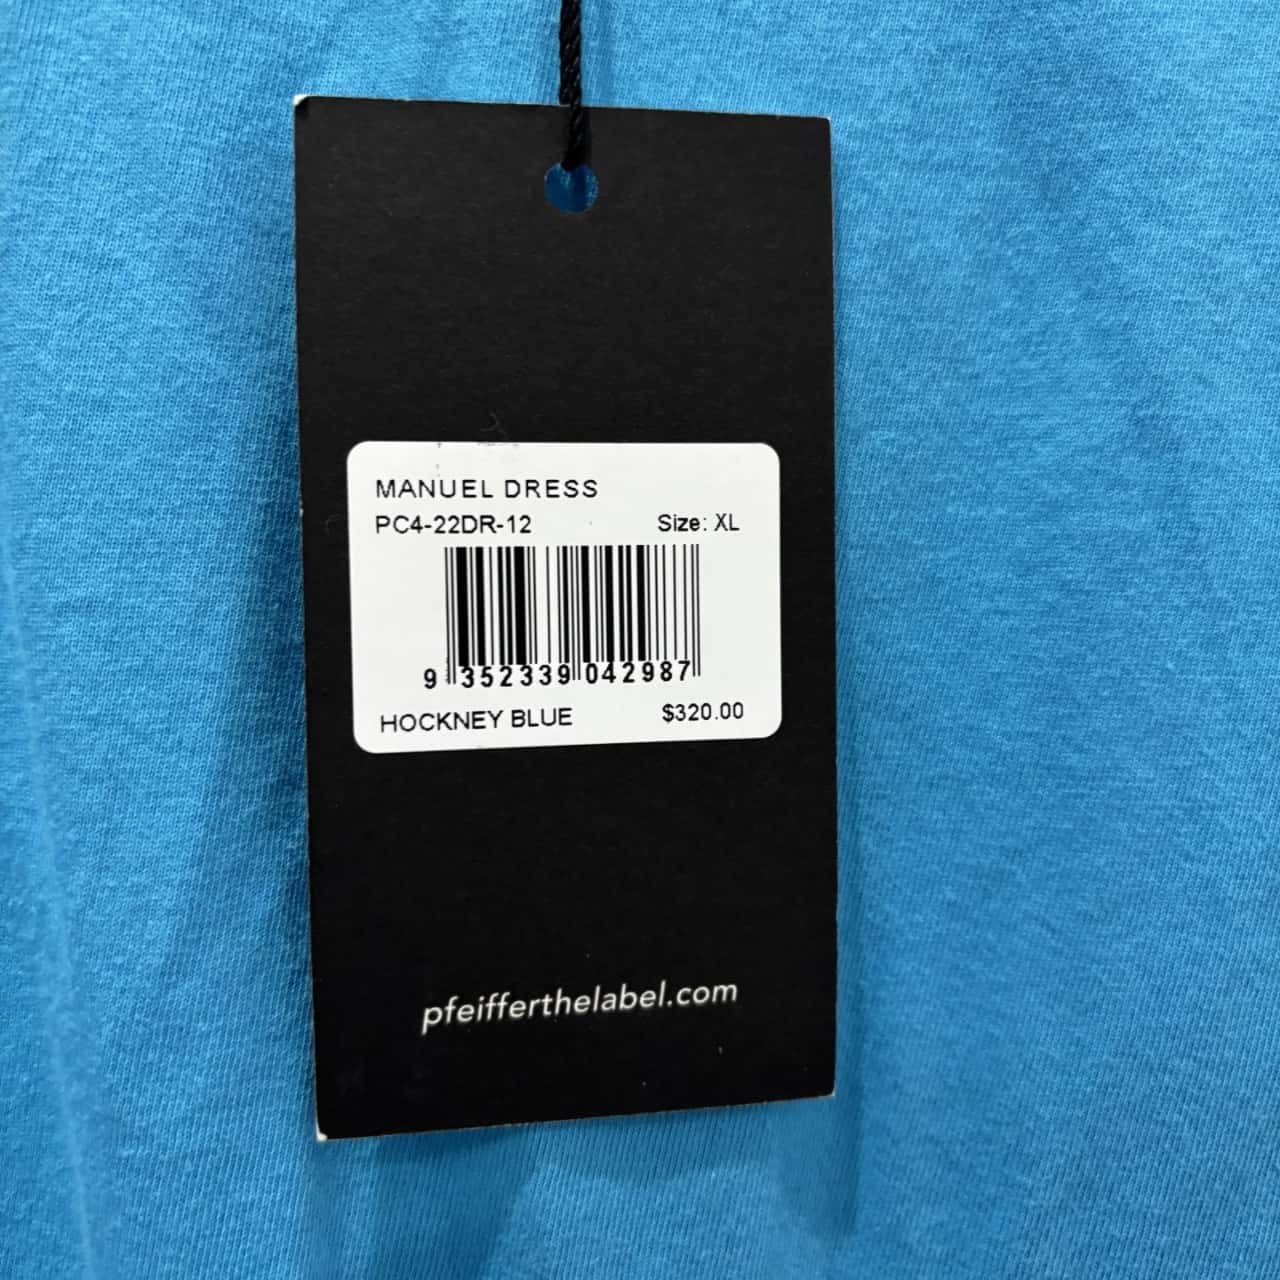 MANUEL DRESS
PC4-22DR-12 Size: XL
9 352339 042987
HOCKNEY BLUE $320.00
pfeifferthelabel.com